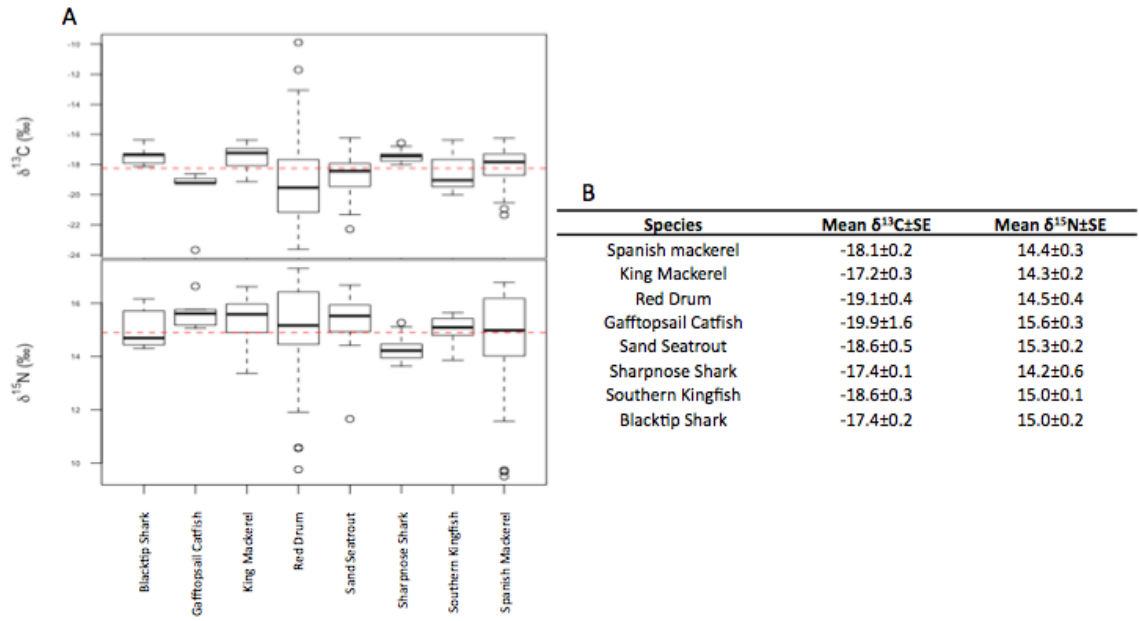 A
δ13C (‰)
-10
-12
-14
-16
-18
-20
-22
-24
δ15N (‰)
16
14
12
10
Blacktip Shark
Gafftopsail Catfish
King Mackerel
Red Drum
Sand Seatrout
Sharpnose Shark
Southern Kingfish
Spanish Mackerel
B
Species Mean δ¹³C±SE Mean δ¹⁵N±SE
Spanish mackerel -18.1±0.2 14.4±0.3
King Mackerel -17.2±0.3 14.3±0.2
Red Drum -19.1±0.4 14.5±0.4
Gafftopsail Catfish -19.9±1.6 15.6±0.3
Sand Seatrout -18.6±0.5 15.3±0.2
Sharpnose Shark -17.4±0.1 14.2±0.6
Southern Kingfish -18.6±0.3 15.0±0.1
Blacktip Shark -17.4±0.2 15.0±0.2